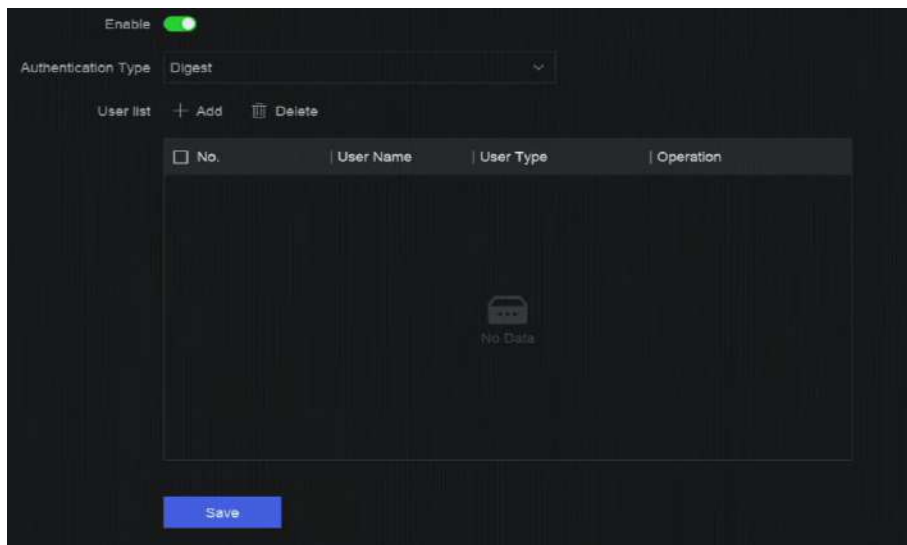 Enable
Authentication Type Digest
User list + Add Delete
No. User Name User Type Operation
No Data
Save